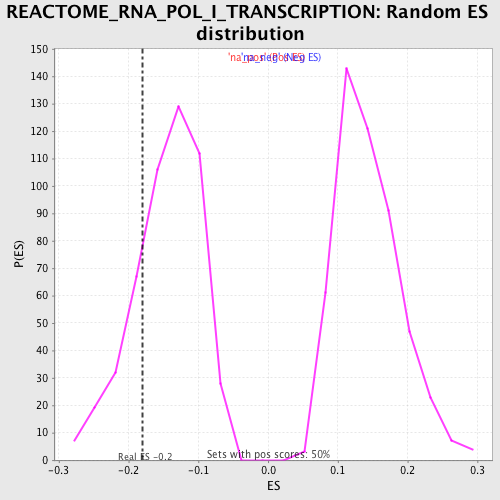 REACTOME_RNA_POL_I_TRANSCRIPTION: Random ES
distribution
150
140
130
120
110
100
90
80
70
60
50
40
30
20
10
0
P(ES)
Real ES -0.2
Sets with pos scores: 50%
-0.3 -0.2 -0.1 0.0 0.1 0.2 0.3
ES